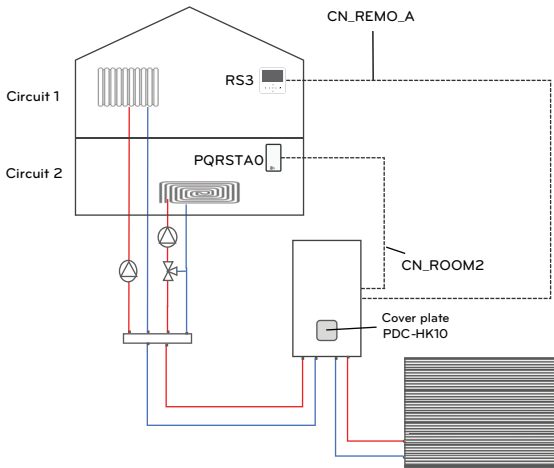 CN_REMO_A
RS3
Circuit 1
PQRSTA0
Circuit 2
CN_ROOM2
Cover plate
PDC-HK10